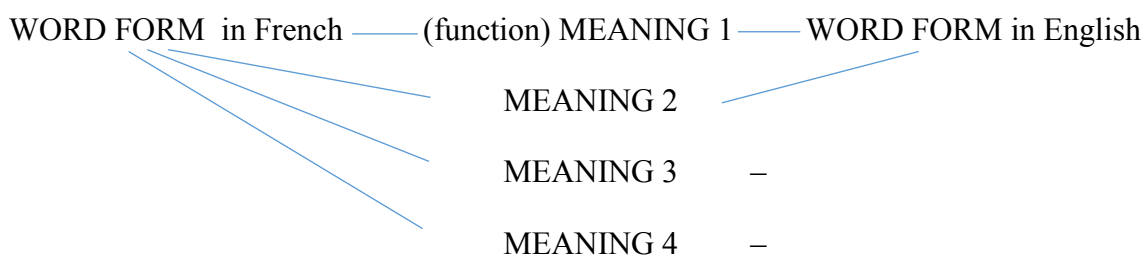 WORD FORM in French (function) MEANING 1 WORD FORM in English
MEANING 2
MEANING 3 –
MEANING 4 –